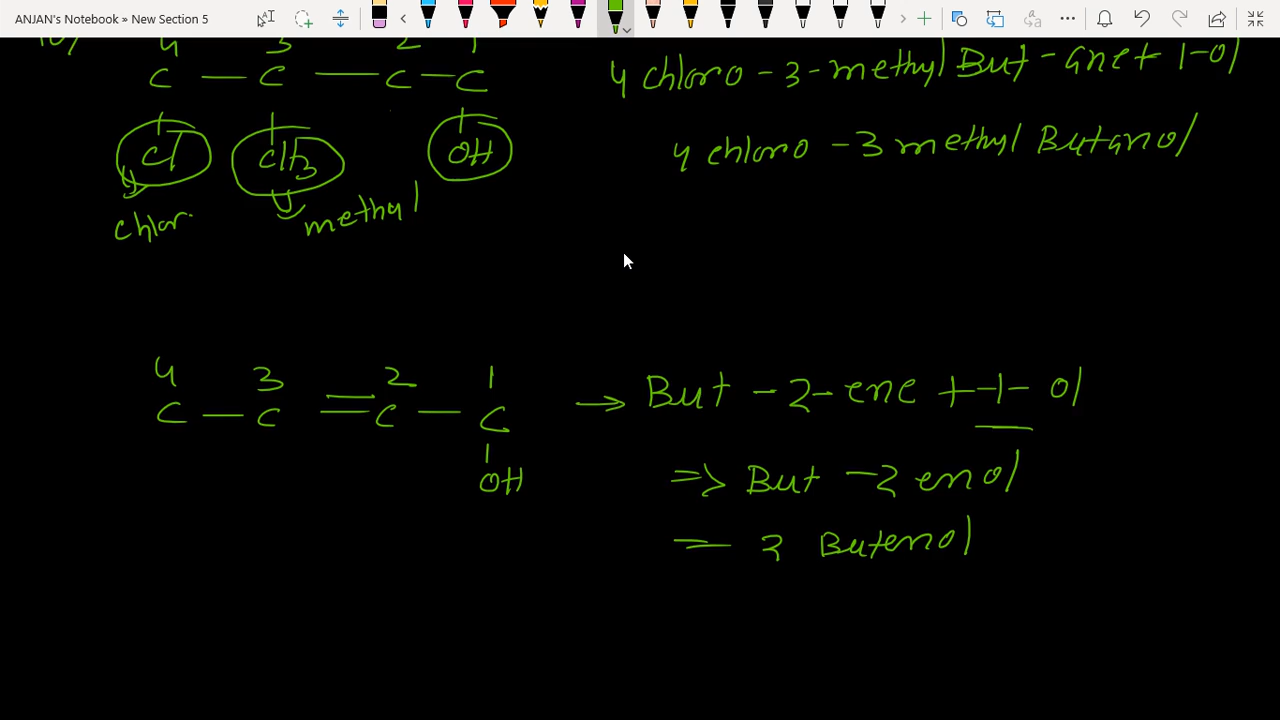 ANJAN's Notebook » New Section 5
4 3 2 1
C — C — C — C
4 chloro - 3 - methyl But - ane + 1-ol
Cl CH3 OH
4 chloro - 3 methyl Butanol
chlor methyl
4 3 2 1
C — C = C — C → But - 2 - ene + - 1 - ol
OH
=> But - 2 enol
= 2 Butenol